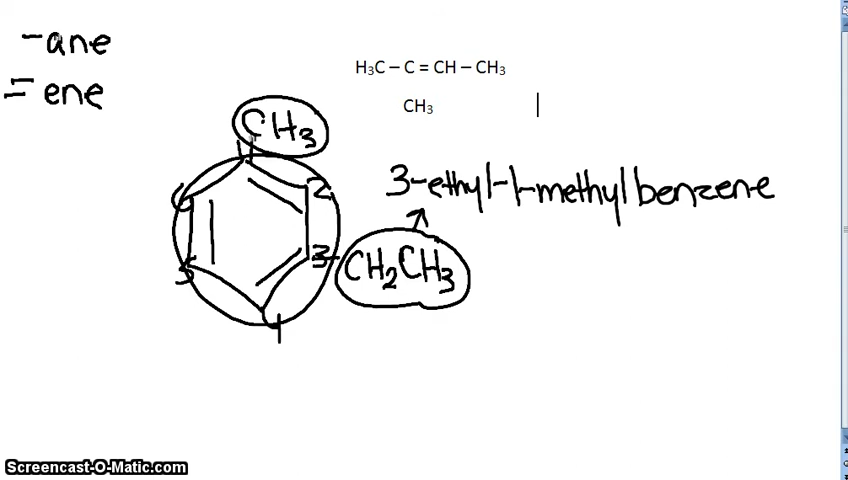 -ane
= ene
H₃C – C = CH – CH₃
CH₃
CH₃
1
2
3-ethyl-1-methylbenzene
6
3-CH₂CH₃
5
4
Screencast-O-Matic.com